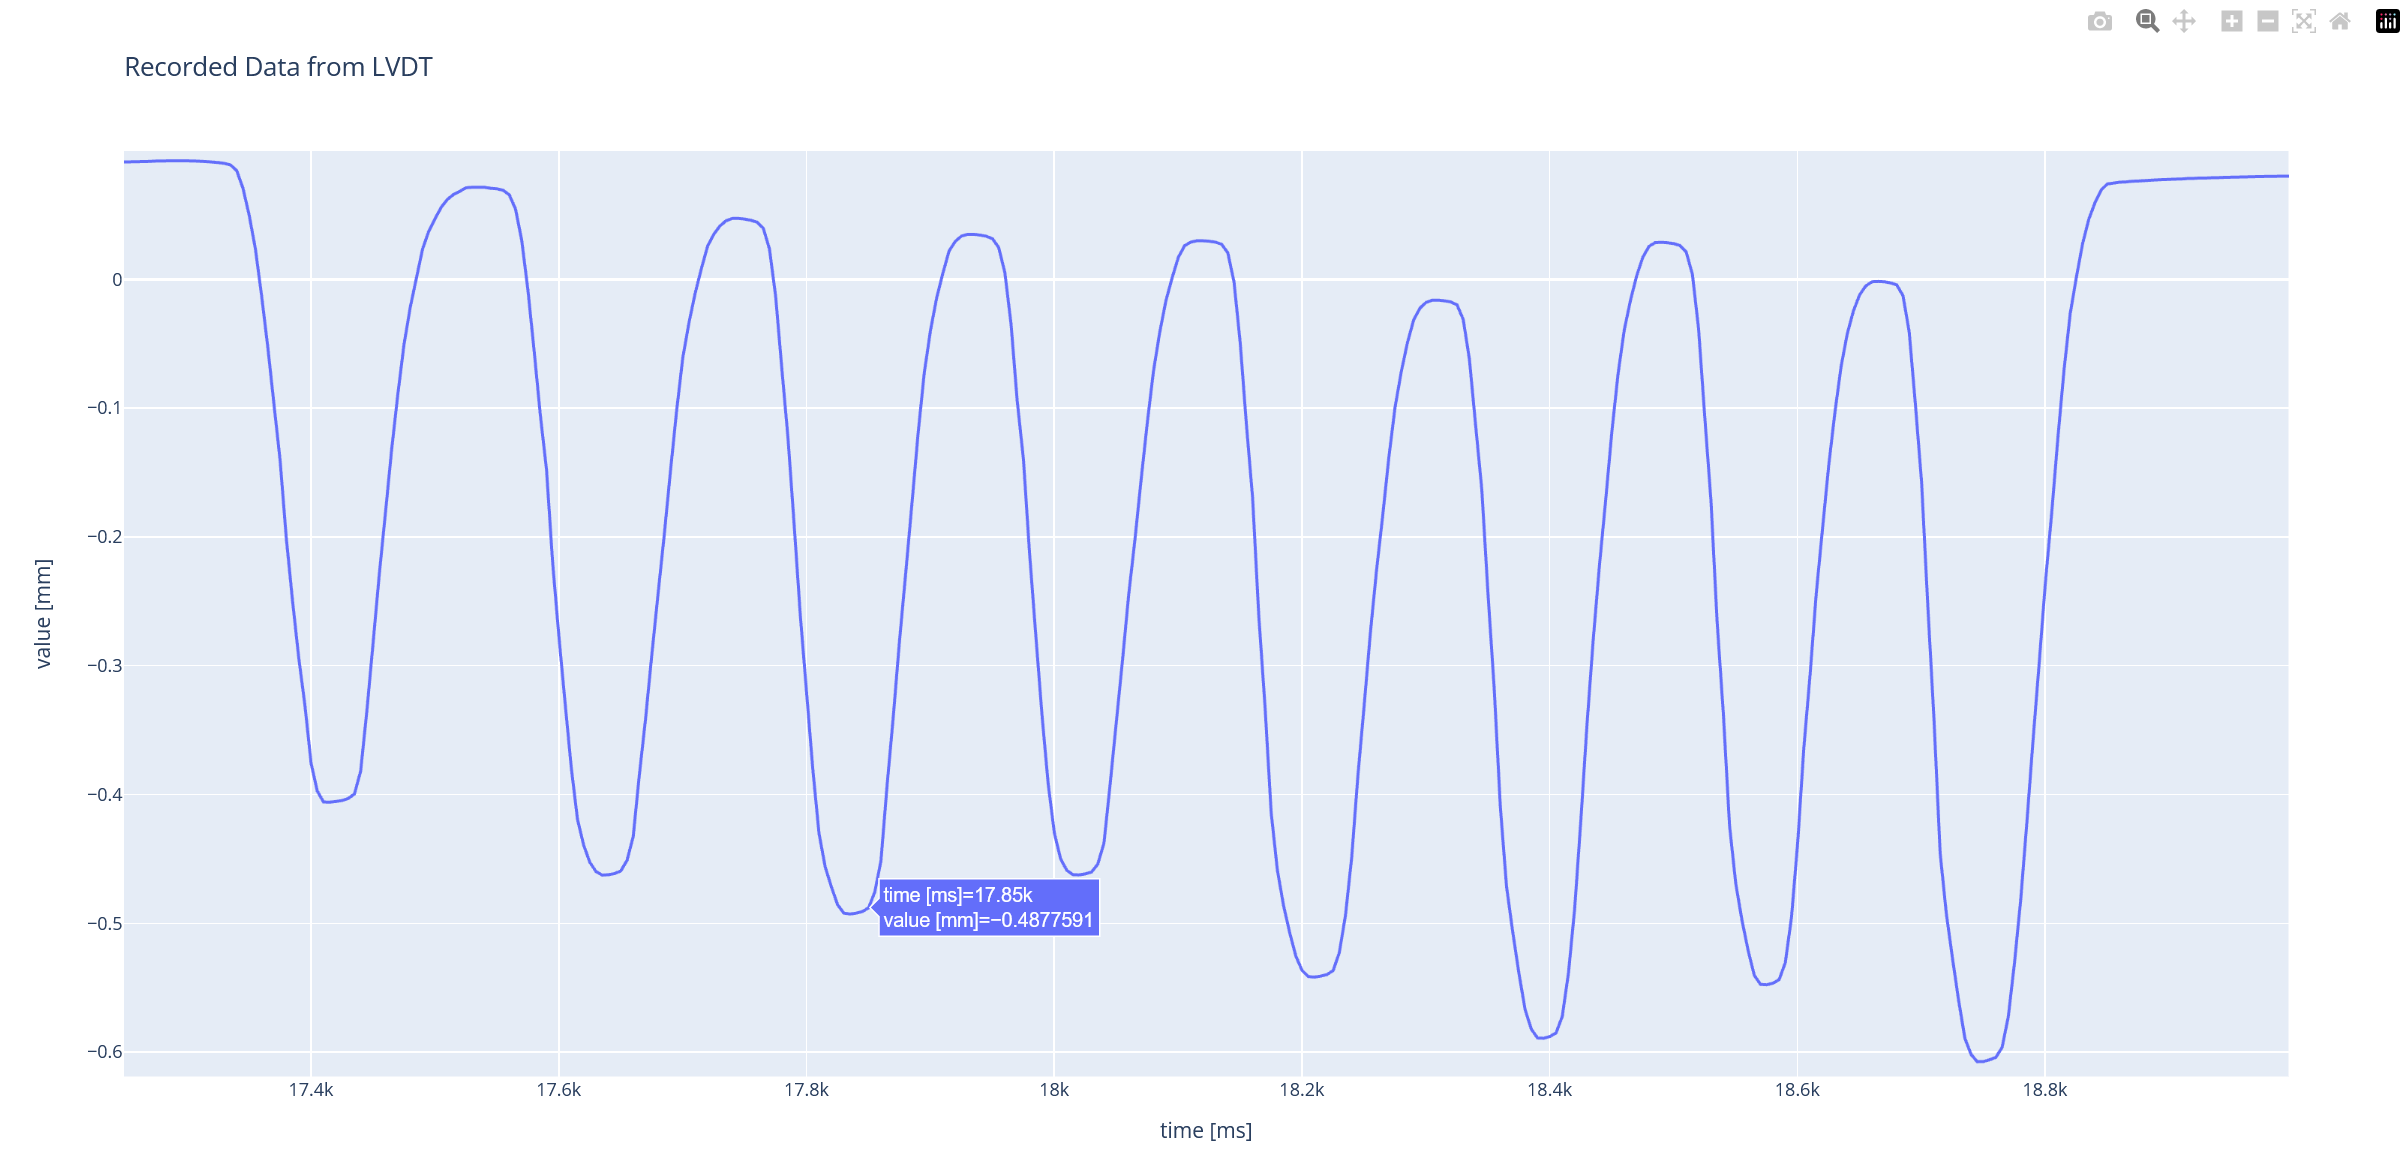 Recorded Data from LVDT
0
−0.1
−0.2
−0.3
−0.4
−0.5
−0.6
value [mm]
time [ms]=17.85k
value [mm]=−0.4877591
17.4k
17.6k
17.8k
18k
18.2k
18.4k
18.6k
18.8k
time [ms]